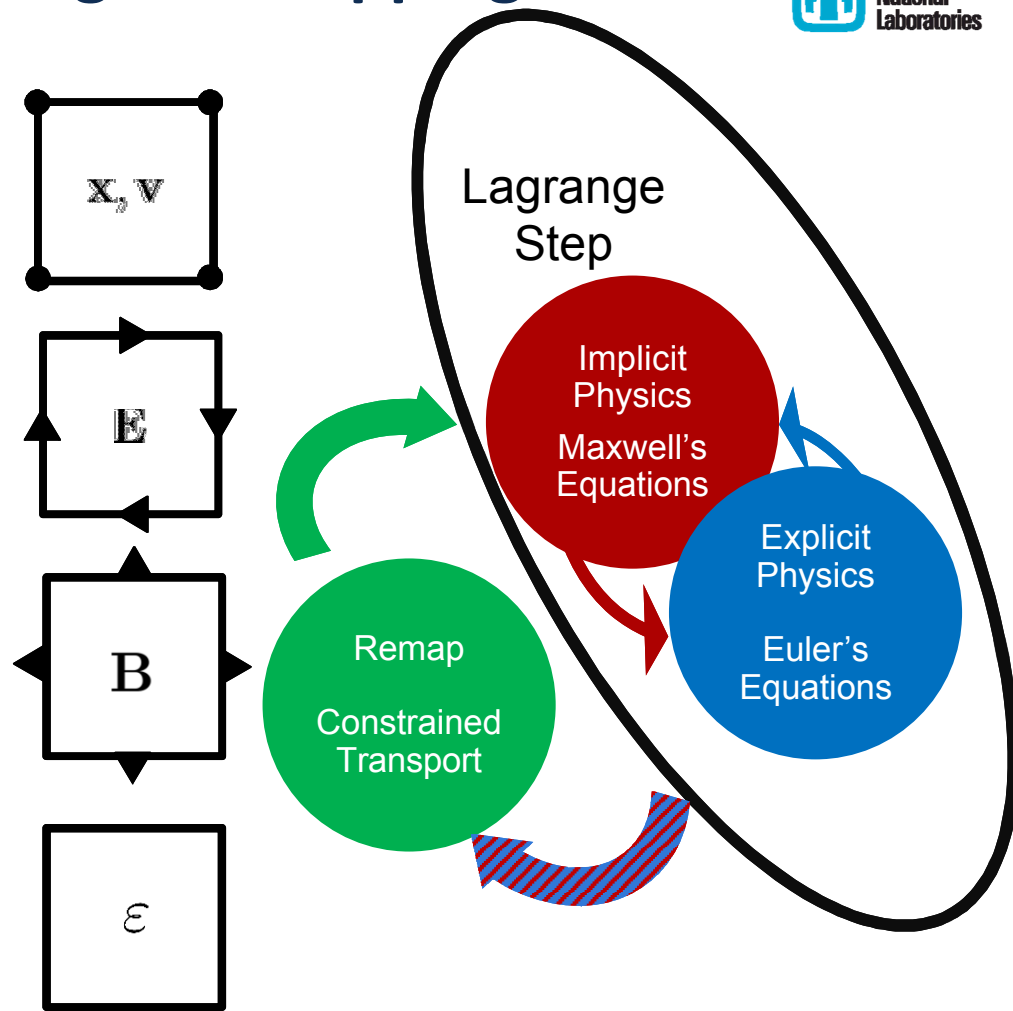 Laboratories
x, v
E
B
ε
Lagrange
Step
Implicit
Physics
Maxwell's
Equations
Explicit
Physics
Euler's
Equations
Remap
Constrained
Transport